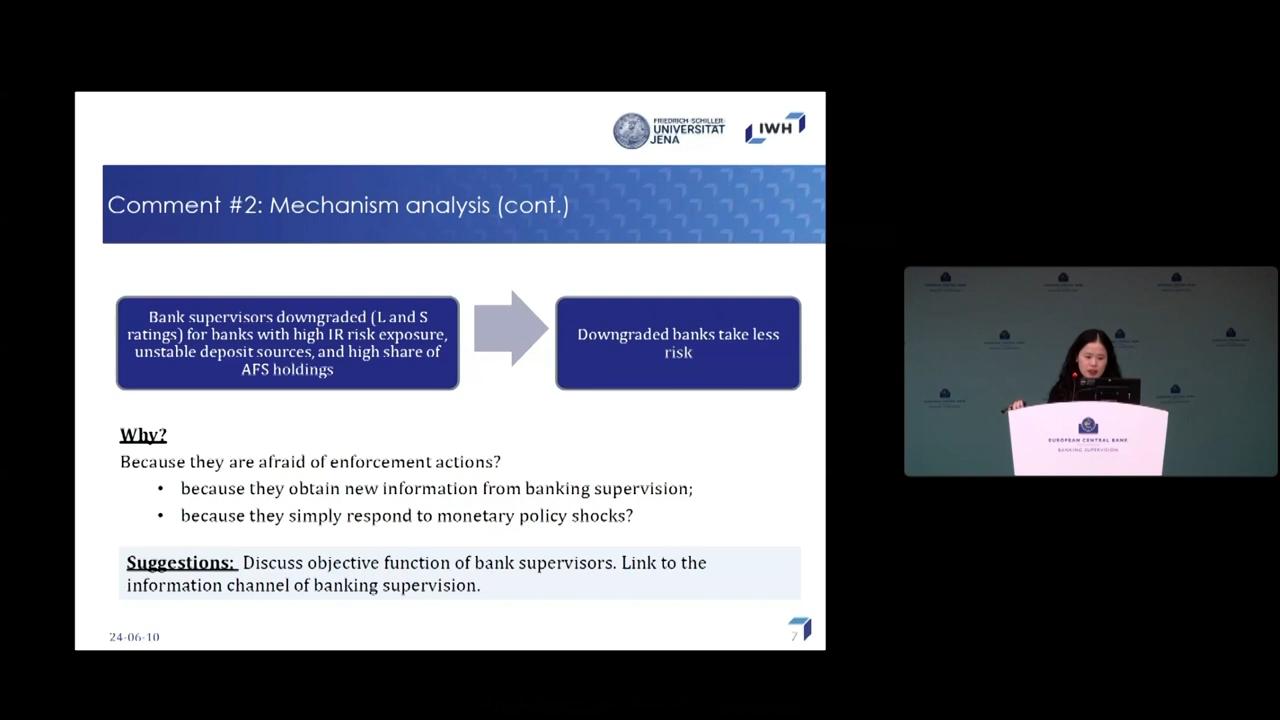 FRIEDRICH-SCHILLER-
UNIVERSITÄT
JENA
IWH
Comment #2: Mechanism analysis (cont.)
Bank supervisors downgraded (L and S
ratings) for banks with high IR risk exposure,
unstable deposit sources, and high share of
AFS holdings
Downgraded banks take less
risk
Why?
Because they are afraid of enforcement actions?
• because they obtain new information from banking supervision;
• because they simply respond to monetary policy shocks?
Suggestions: Discuss objective function of bank supervisors. Link to the
information channel of banking supervision.
24-06-10
7
EUROPEAN CENTRAL BANK
BANKING SUPERVISION